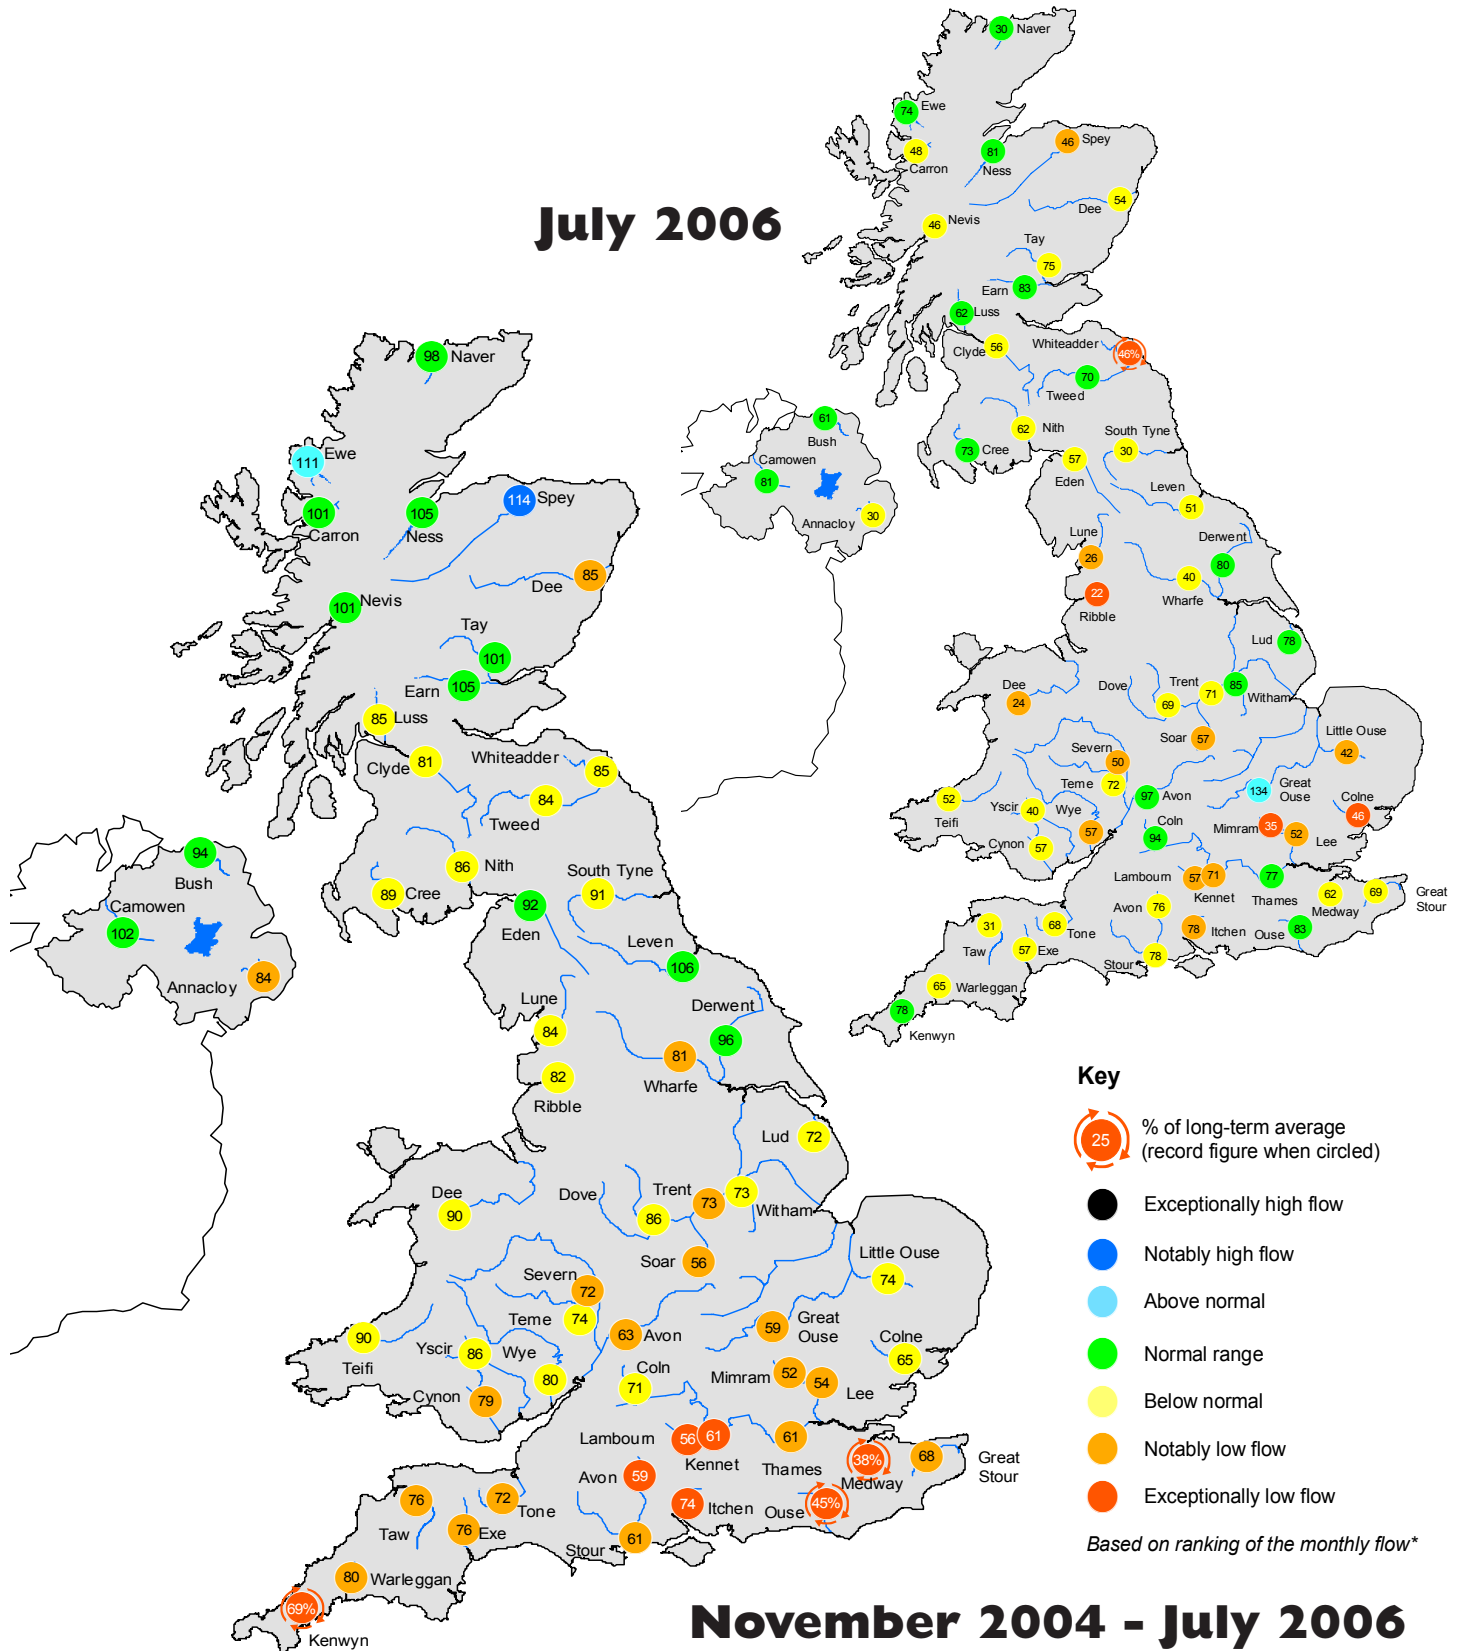 July 2006
30 Naver
74 Ewe
48
Carron
81
Ness
46 Spey
54
Dee
46 Nevis
Tay
75
Earn 83
62 Luss
Clyde 56
Whiteadder
46%
70
Tweed
62 Nith
73 Cree
South Tyne
30
57
Eden
61
Bush
Camowen
81
Annacloy 30
Leven
51
Lune
26
Derwent
80
40
Wharfe
22
Ribble
Lud 78
Dee
24
Dove
69
Trent
71
85
Witham
Soar 57
Little Ouse
42
Severn
50
Teme 72
134 Great
Ouse
Colne
46
52
Teifi
Yscir 40
Wye
57
97 Avon
Coln
94
Mimram 35
52
Lee
Cynon 57
Lambourn 57
71
Kennet
77
Thames
62
Medway
69
Great
Stour
Avon 76
78 Itchen
Ouse 83
31
Taw
68
Tone
57 Exe
Stour 78
65
Warleggan
78
Kenwyn
98 Naver
111 Ewe
101
Carron
105
Ness
114 Spey
85
Dee
101 Nevis
Tay
101
Earn 105
85 Luss
Clyde 81
Whiteadder
85
84
Tweed
86 Nith
89 Cree
South Tyne
91
92
Eden
94
Bush
Camowen
102
Annacloy 84
Leven
106
Lune
84
Derwent
96
81
Wharfe
82
Ribble
Lud 72
Dee
90
Dove
86
Trent
73
73
Witham
Soar 56
Little Ouse
74
Severn
72
Teme 74
59 Great
Ouse
Colne
65
90
Teifi
Yscir 86
Wye
80
63 Avon
Coln
71
Mimram 52
54
Lee
Cynon 79
Lambourn 56
61
Kennet
61
Thames
38%
Medway
68
Great
Stour
Avon 59
74 Itchen
Ouse 45%
76
Taw
72
Tone
76 Exe
Stour 61
80 Warleggan
69%
Kenwyn
Key
25
% of long-term average
(record figure when circled)
Exceptionally high flow
Notably high flow
Above normal
Normal range
Below normal
Notably low flow
Exceptionally low flow
Based on ranking of the monthly flow*
November 2004 - July 2006